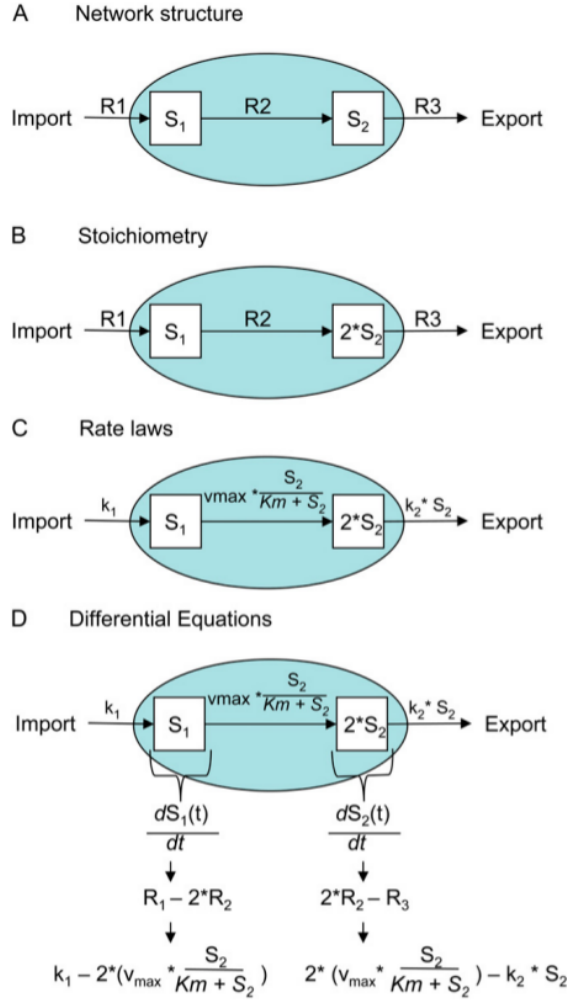 A Network structure
Import R1 S₁ R2 S₂ R3 Export
B Stoichiometry
Import R1 S₁ R2 2*S₂ R3 Export
C Rate laws
Import k₁ S₁ vmax * S₂ / Km + S₂ 2*S₂ k₂* S₂ Export
D Differential Equations
Import k₁ S₁ vmax * S₂ / Km + S₂ 2*S₂ k₂* S₂ Export
dS₁(t) / dt dS₂(t) / dt
R₁ – 2*R₂ 2*R₂ – R₃
k₁ – 2*(vₘₐₓ * S₂ / Km + S₂ ) 2* (vₘₐₓ* S₂ / Km + S₂ ) – k₂ * S₂